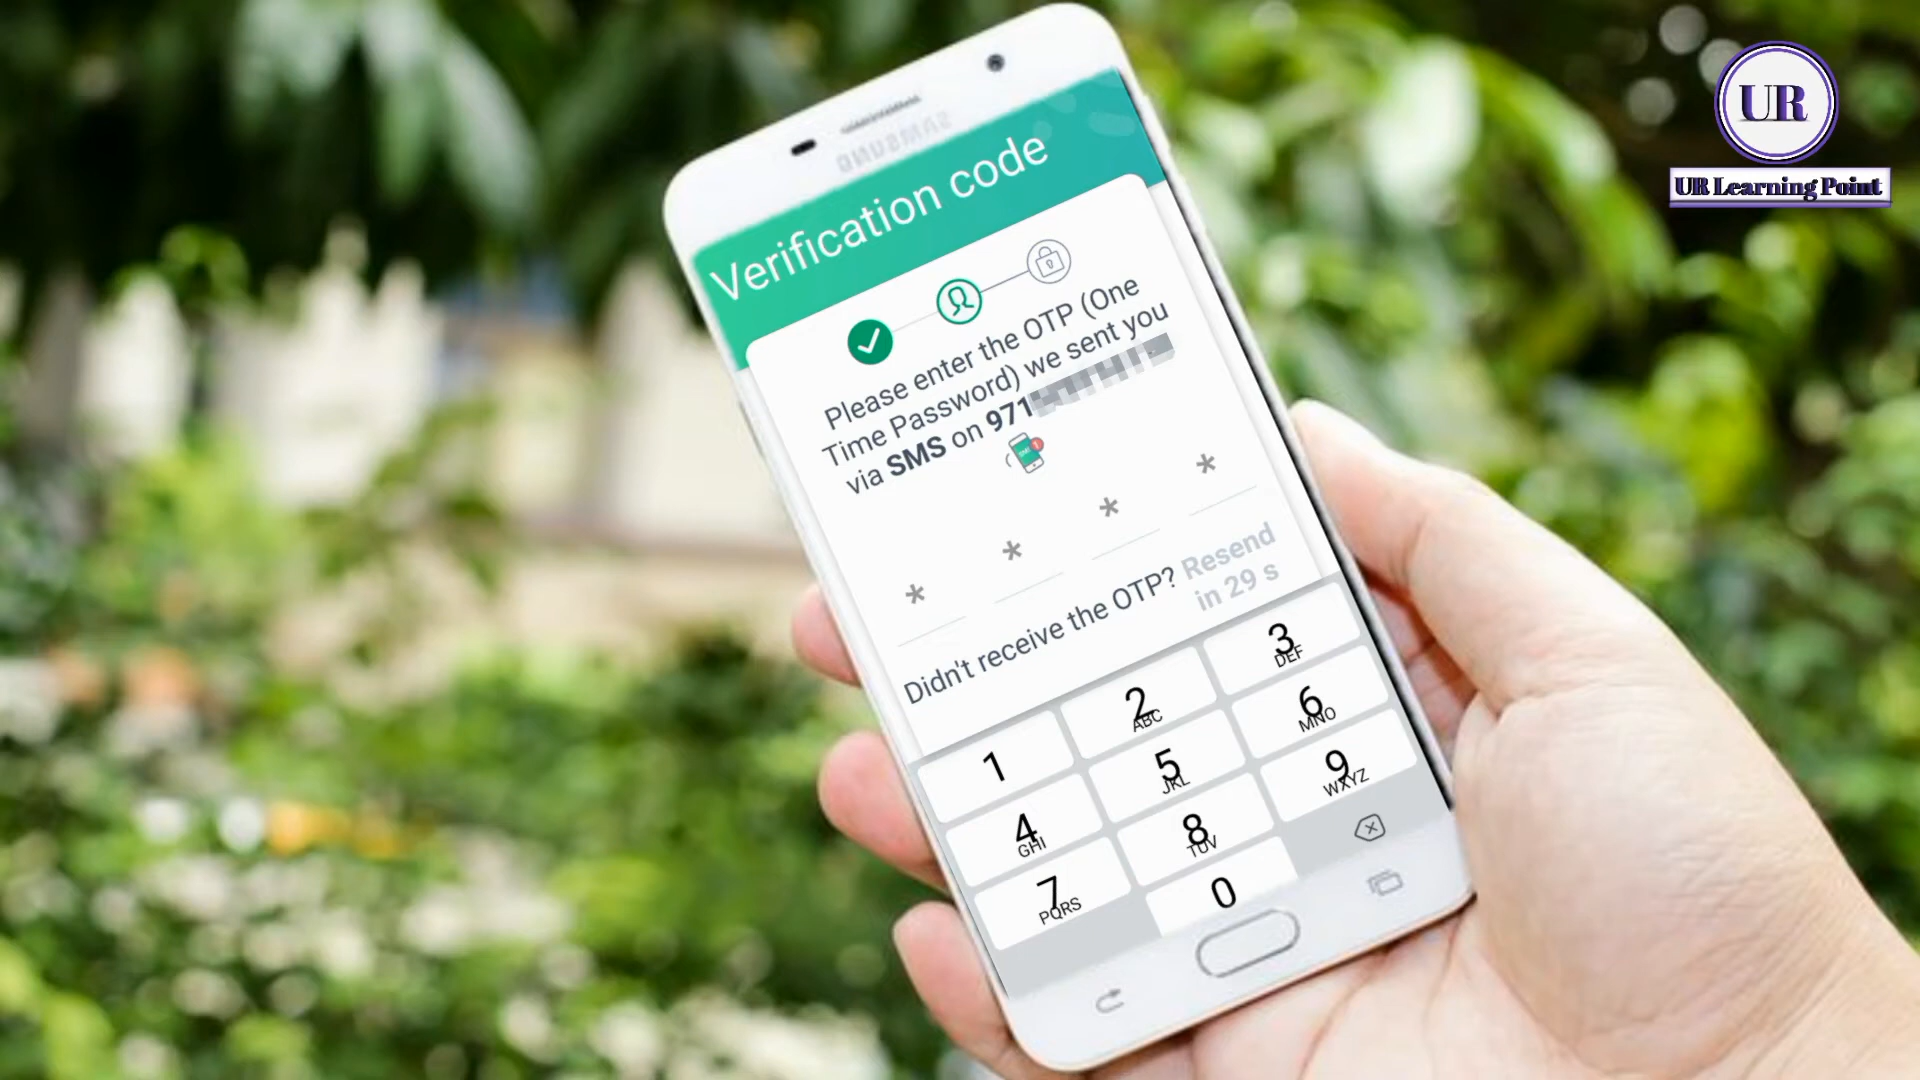 UR
UR Learning Point
SAMSUNG
Verification code
Please enter the OTP (One
Time Password) we sent you
via SMS on 971
* * * *
Didn't receive the OTP? Resend
in 29 s
1
2
ABC
3
DEF
4
GHI
5
JKL
6
MNO
7
PQRS
8
TUV
9
WXYZ
0